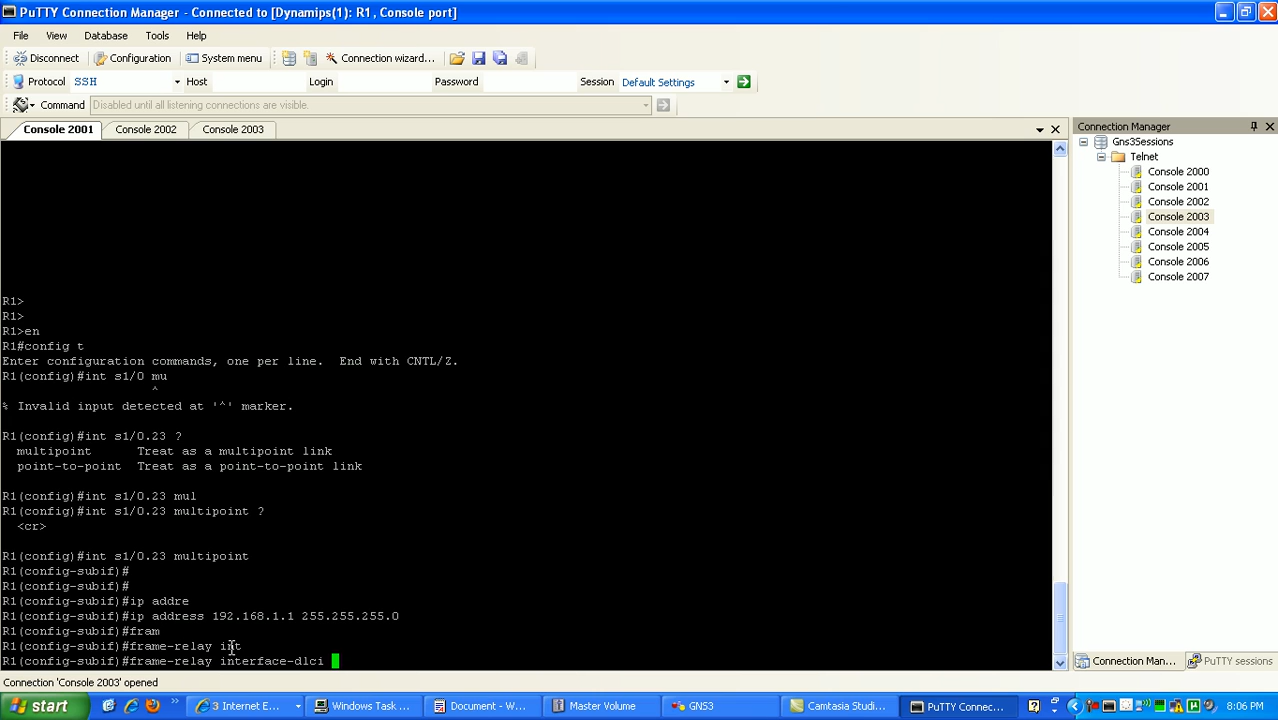 PuTTY Connection Manager - Connected to [Dynamips(1): R1 , Console port]
File View Database Tools Help
Disconnect Configuration System menu Connection wizard...
Protocol SSH Host Login Password Session Default Settings
Command Disabled until all listening connections are visible.
Console 2001 Console 2002 Console 2003
Connection Manager
Gns3Sessions
Telnet
Console 2000
Console 2001
Console 2002
Console 2003
Console 2004
Console 2005
Console 2006
Console 2007
R1>
R1>
R1>en
R1#config t
Enter configuration commands, one per line.  End with CNTL/Z.
R1(config)#int s1/0 mu
^
% Invalid input detected at '^' marker.
R1(config)#int s1/0.23 ?
multipoint      Treat as a multipoint link
point-to-point  Treat as a point-to-point link
R1(config)#int s1/0.23 mul
R1(config)#int s1/0.23 multipoint ?
<cr>
R1(config)#int s1/0.23 multipoint
R1(config-subif)#
R1(config-subif)#
R1(config-subif)#ip addre
R1(config-subif)#ip address 192.168.1.1 255.255.255.0
R1(config-subif)#fram
R1(config-subif)#frame-relay int
R1(config-subif)#frame-relay interface-dlci
Connection Man... PuTTY sessions
Connection 'Console 2003' opened
start 3 Internet E... Windows Task ... Document - W... Master Volume GNS3 Camtasia Studi... PuTTY Connec... 8:06 PM